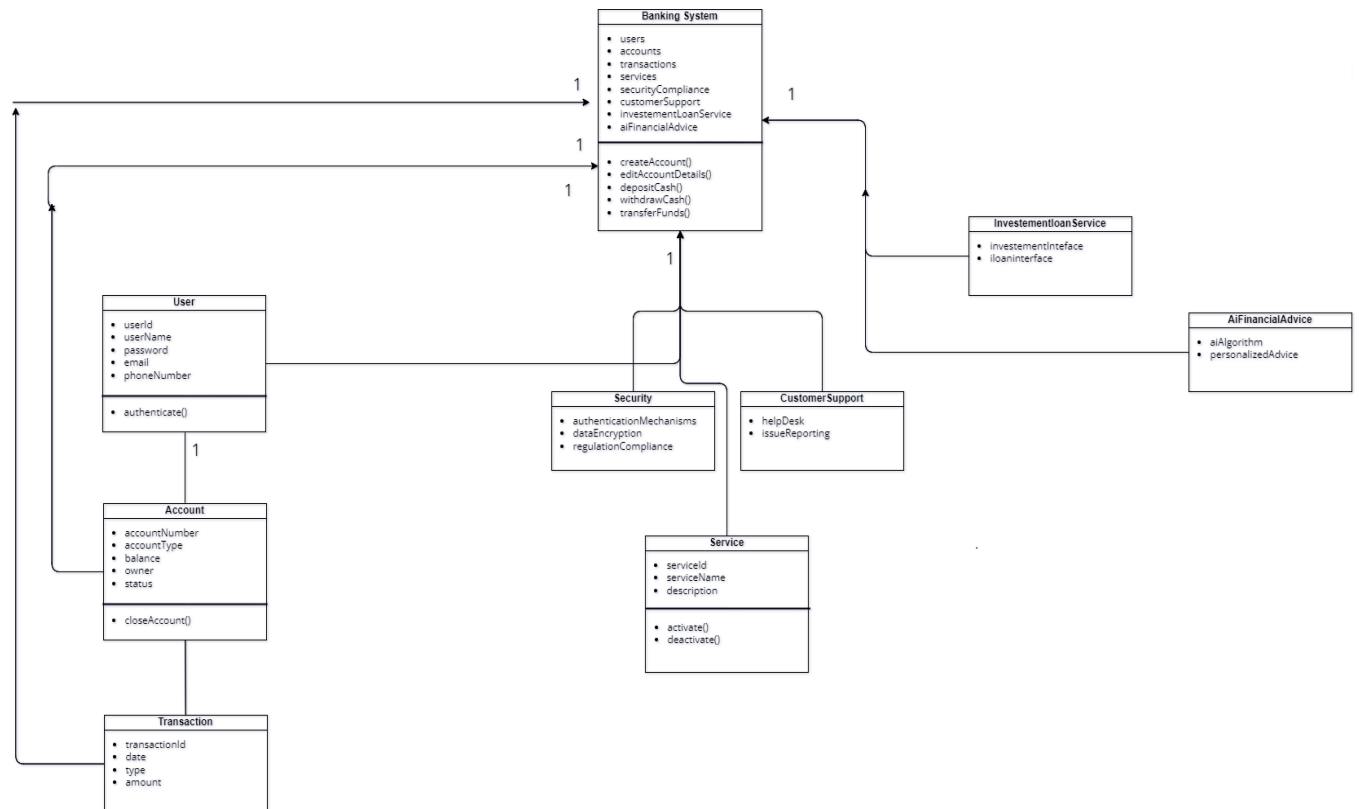 Banking System
users
accounts
transactions
services
securityCompliance
customerSupport
investementLoanService
aiFinancialAdvice
createAccount()
editAccountDetails()
depositCash()
withdrawCash()
transferFunds()
1
1
1
1
1
InvestementloanService
investementInteface
iloaninterface
AiFinancialAdvice
aiAlgorithm
personalizedAdvice
User
userId
userName
password
email
phoneNumber
authenticate()
1
Security
authenticationMechanisms
dataEncryption
regulationCompliance
CustomerSupport
helpDesk
issueReporting
Account
accountNumber
accountType
balance
owner
status
closeAccount()
Service
serviceId
serviceName
description
activate()
deactivate()
Transaction
transactionId
date
type
amount